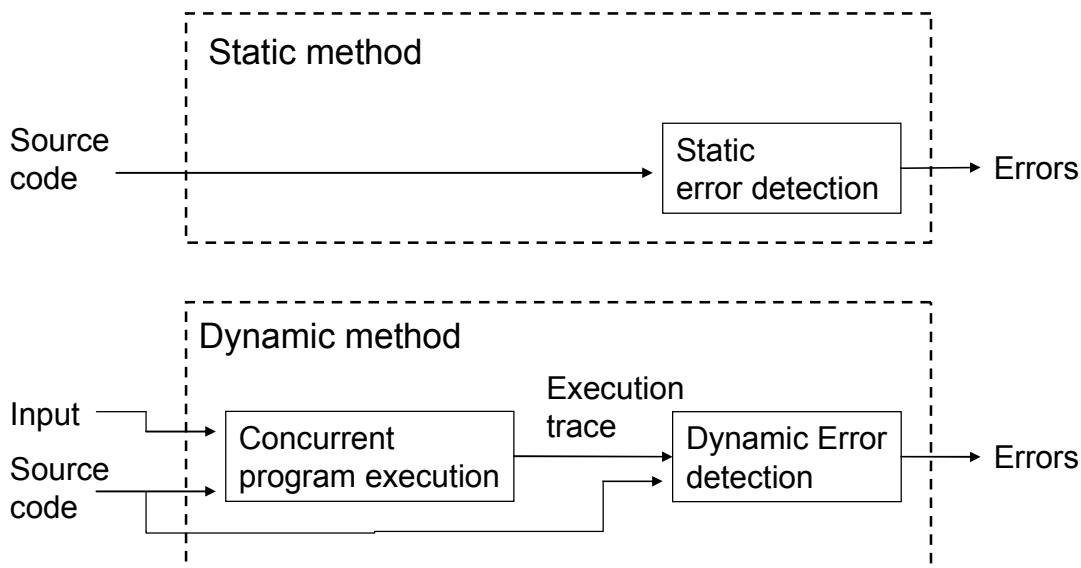 Static method
Source
code
Static
error detection
Errors
Dynamic method
Input
Source
code
Concurrent
program execution
Execution
trace
Dynamic Error
detection
Errors